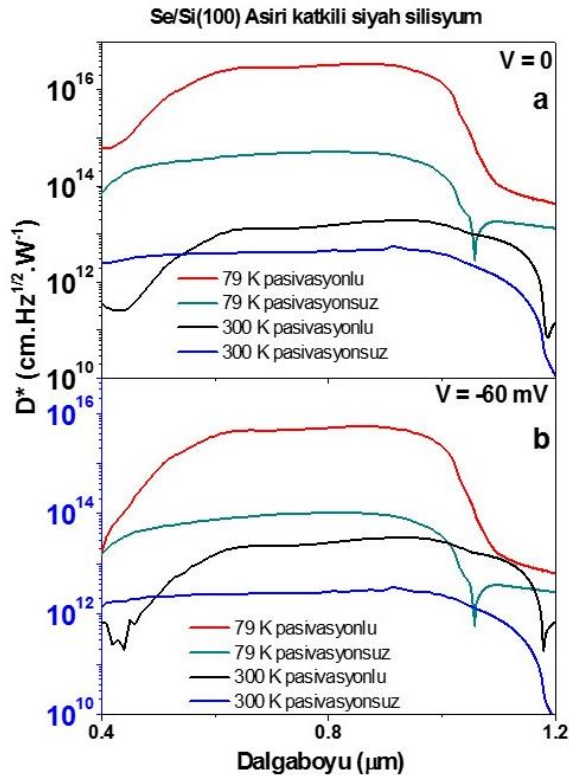 Se/Si(100) Asiri katkili siyah silisyum
V = 0
a
10^16
10^14
10^12
10^10
79 K pasivasyonlu
79 K pasivasyonsuz
300 K pasivasyonlu
300 K pasivasyonsuz
D* (cm.Hz^1/2.W^-1)
V = -60 mV
b
10^16
10^14
10^12
10^10
79 K pasivasyonlu
79 K pasivasyonsuz
300 K pasivasyonlu
300 K pasivasyonsuz
0.4 0.8 1.2
Dalgaboyu (μm)